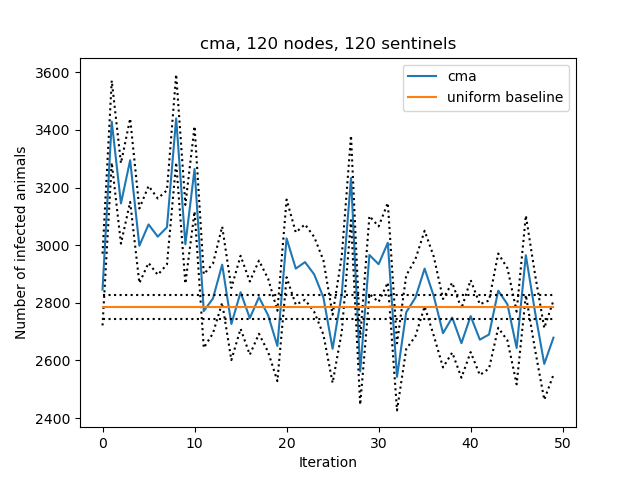 cma, 120 nodes, 120 sentinels
cma
uniform baseline
Number of infected animals
3600
3400
3200
3000
2800
2600
2400
0 10 20 30 40 50
Iteration